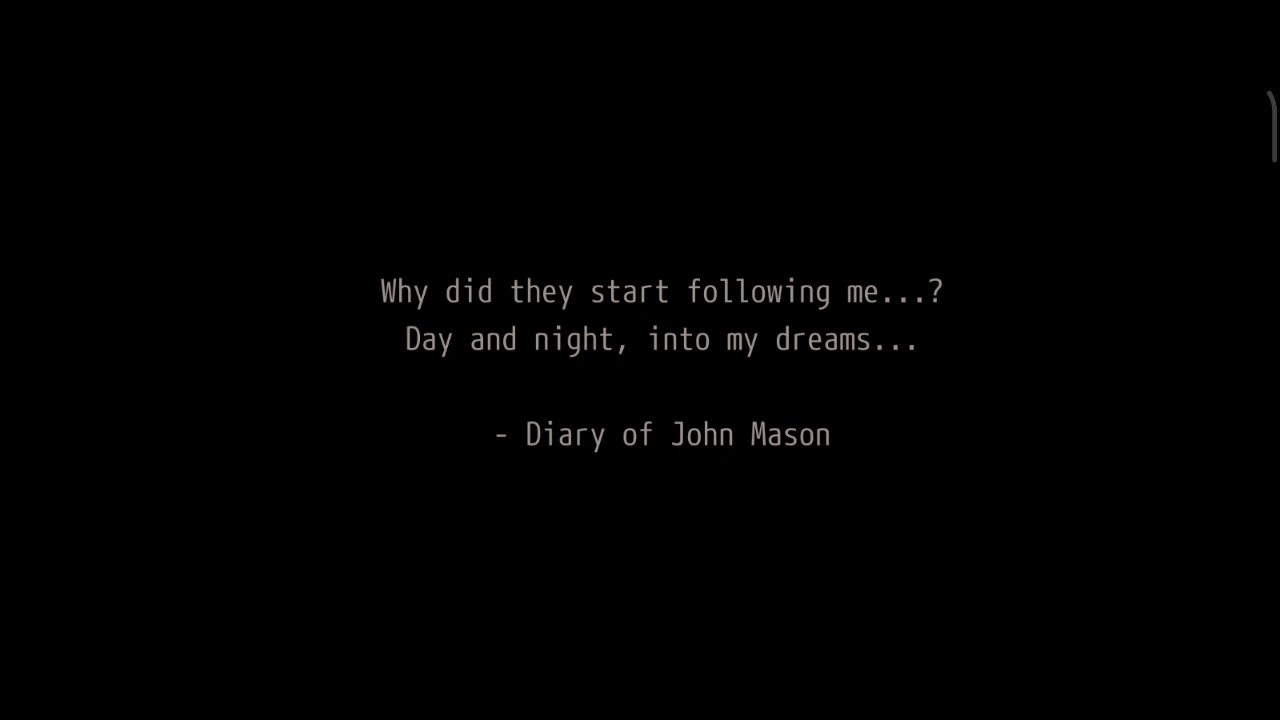 Why did they start following me...?
Day and night, into my dreams...
- Diary of John Mason